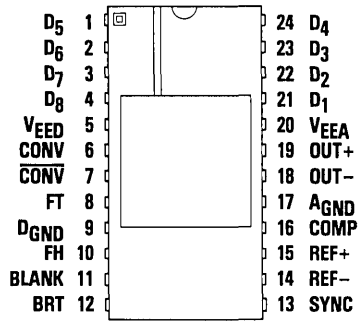 D5 1 24 D4
D6 2 23 D3
D7 3 22 D2
D8 4 21 D1
VEED 5 20 VEEA
CONV 6 19 OUT+
CONV 7 18 OUT−
FT 8 17 AGND
DGND 9 16 COMP
FH 10 15 REF+
BLANK 11 14 REF−
BRT 12 13 SYNC